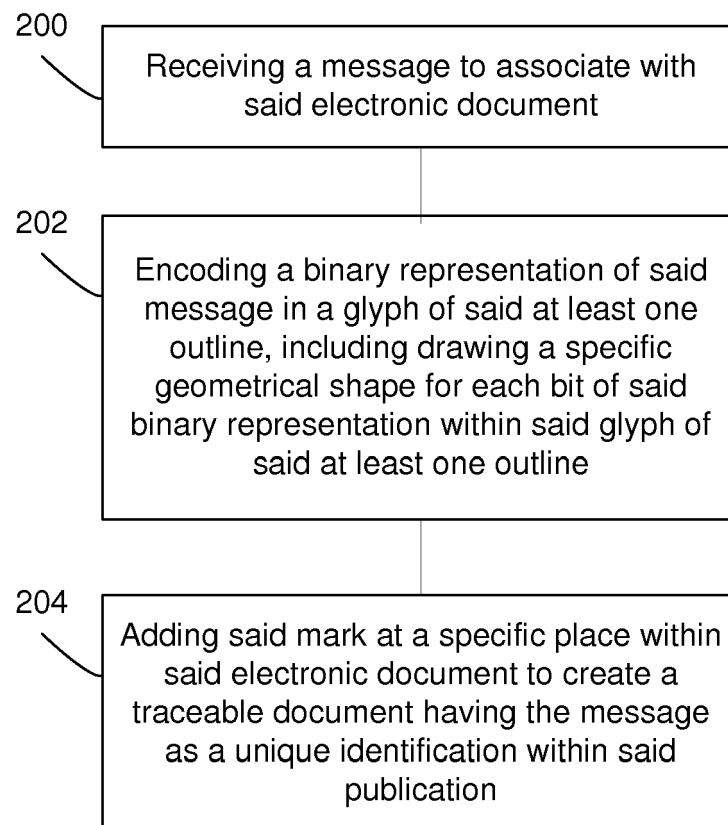 200
Receiving a message to associate with
said electronic document
202
Encoding a binary representation of said
message in a glyph of said at least one
outline, including drawing a specific
geometrical shape for each bit of said
binary representation within said glyph of
said at least one outline
204
Adding said mark at a specific place within
said electronic document to create a
traceable document having the message
as a unique identification within said
publication